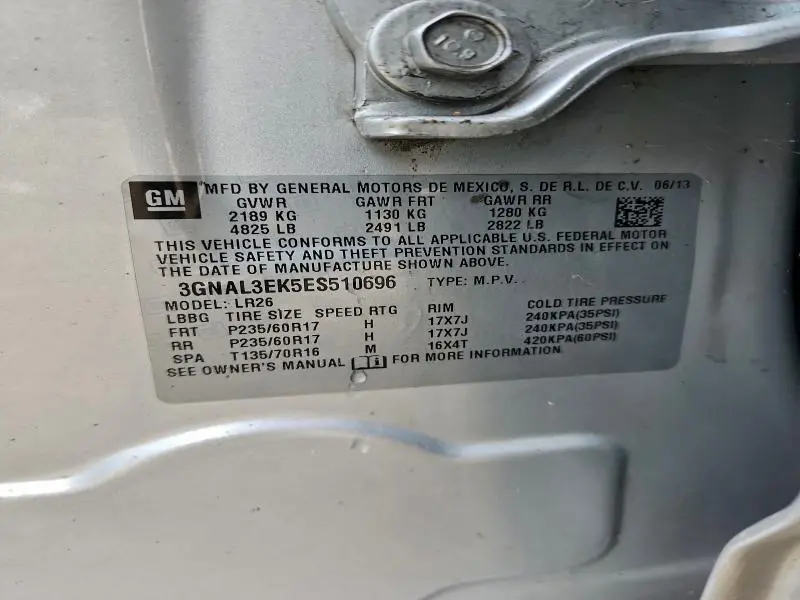 108
GM MFD BY GENERAL MOTORS DE MEXICO, S. DE R.L. DE C.V. 06/13
GVWR GAWR FRT GAWR RR
2189 KG 1130 KG 1280 KG
4825 LB 2491 LB 2822 LB
THIS VEHICLE CONFORMS TO ALL APPLICABLE U.S. FEDERAL MOTOR
VEHICLE SAFETY AND THEFT PREVENTION STANDARDS IN EFFECT ON
THE DATE OF MANUFACTURE SHOWN ABOVE.
3GNAL3EK5ES510696 TYPE: M.P.V.
MODEL: LR26
LBBG TIRE SIZE SPEED RTG RIM COLD TIRE PRESSURE
FRT P235/60R17 H 17X7J 240KPA(35PSI)
RR P235/60R17 H 17X7J 240KPA(35PSI)
SPA T135/70R16 M 16X4T 420KPA(60PSI)
SEE OWNER'S MANUAL FOR MORE INFORMATION.